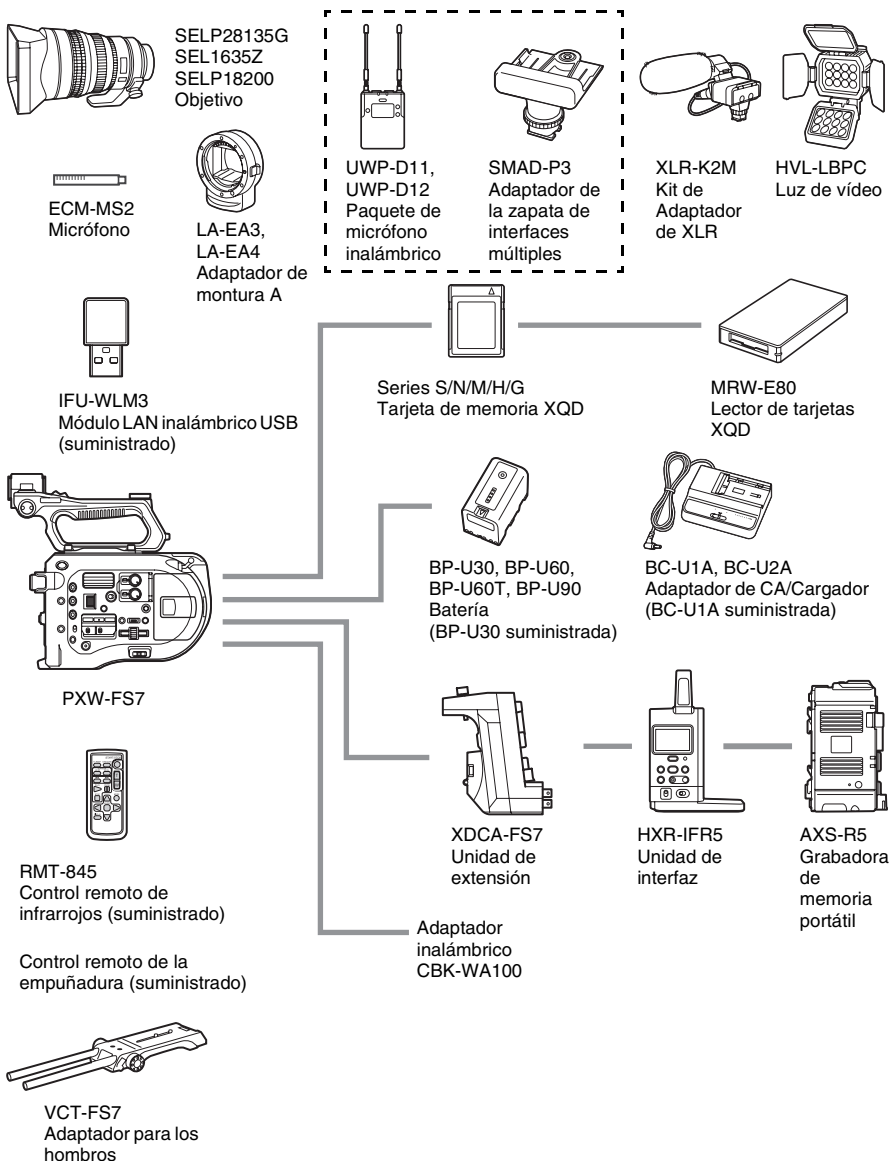 SELP28135G
SEL1635Z
SELP18200
Objetivo
ECM-MS2
Micrófono
LA-EA3,
LA-EA4
Adaptador de
montura A
UWP-D11,
UWP-D12
Paquete de
micrófono
inalámbrico
SMAD-P3
Adaptador de
la zapata de
interfaces
múltiples
XLR-K2M
Kit de
Adaptador
de XLR
HVL-LBPC
Luz de vídeo
IFU-WLM3
Módulo LAN inalámbrico USB
(suministrado)
Series S/N/M/H/G
Tarjeta de memoria XQD
MRW-E80
Lector de tarjetas
XQD
PXW-FS7
BP-U30, BP-U60,
BP-U60T, BP-U90
Batería
(BP-U30 suministrada)
BC-U1A, BC-U2A
Adaptador de CA/Cargador
(BC-U1A suministrada)
XDCA-FS7
Unidad de
extensión
HXR-IFR5
Unidad de
interfaz
AXS-R5
Grabadora
de
memoria
portátil
RMT-845
Control remoto de
infrarrojos (suministrado)
Control remoto de la
empuñadura (suministrado)
Adaptador
inalámbrico
CBK-WA100
VCT-FS7
Adaptador para los
hombros